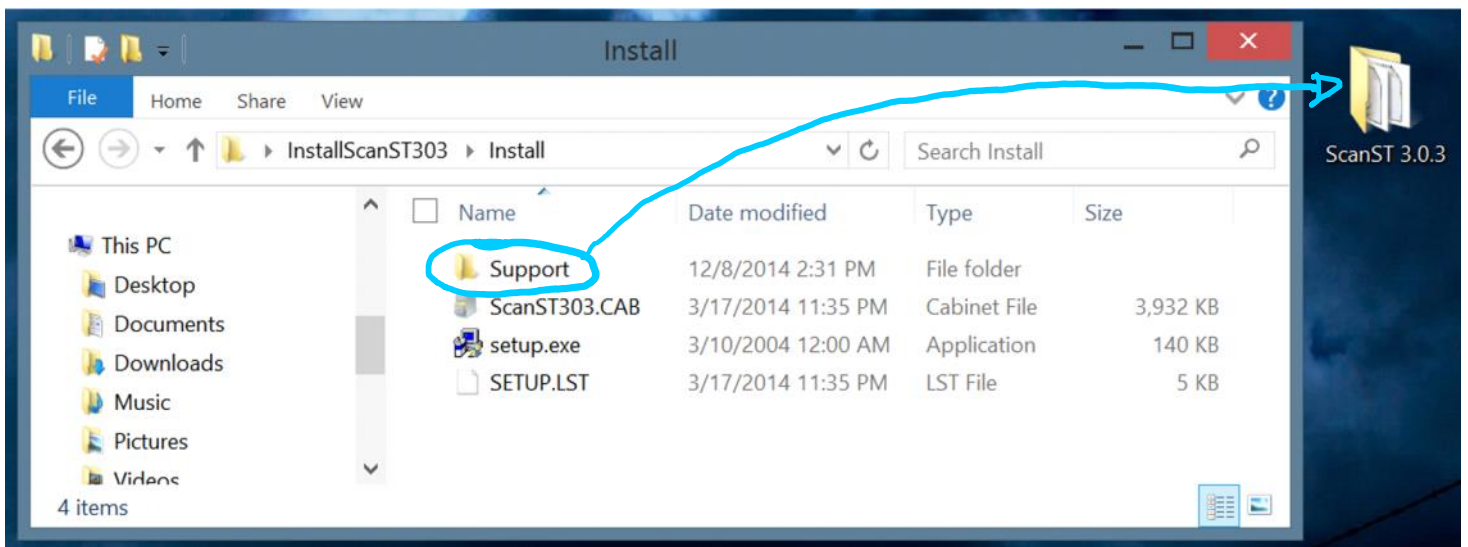 Install
File Home Share View
InstallScanST303 Install Search Install
ScanST 3.0.3
Name Date modified Type Size
This PC
Support 12/8/2014 2:31 PM File folder
Desktop
ScanST303.CAB 3/17/2014 11:35 PM Cabinet File 3,932 KB
Documents
setup.exe 3/10/2004 12:00 AM Application 140 KB
Downloads
SETUP.LST 3/17/2014 11:35 PM LST File 5 KB
Music
Pictures
Videos
4 items